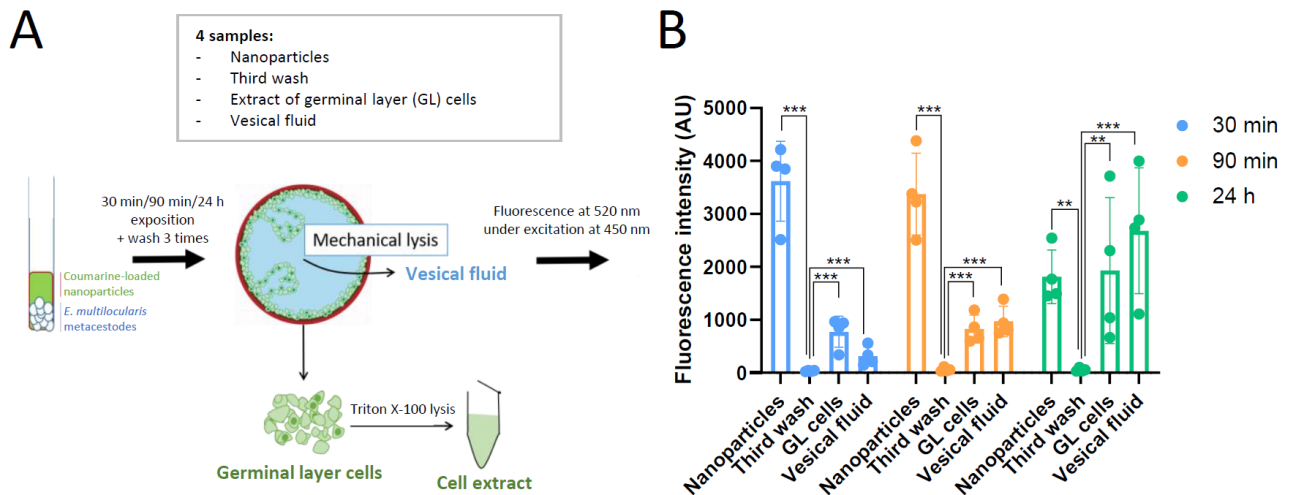 A
4 samples:
- Nanoparticles
- Third wash
- Extract of germinal layer (GL) cells
- Vesical fluid
30 min/90 min/24 h
exposition
+ wash 3 times
Coumarine-loaded
nanoparticles
E. multilocularis
metacestodes
Mechanical lysis
Vesical fluid
Fluorescence at 520 nm
under excitation at 450 nm
Triton X-100 lysis
Germinal layer cells
Cell extract
B
Fluorescence intensity (AU)
5000
4000
3000
2000
1000
0
***
***
***
***
***
***
**
**
***
Nanoparticles
Third wash
GL cells
Vesical fluid
Nanoparticles
Third wash
GL cells
Vesical fluid
Nanoparticles
Third wash
GL cells
Vesical fluid
30 min
90 min
24 h